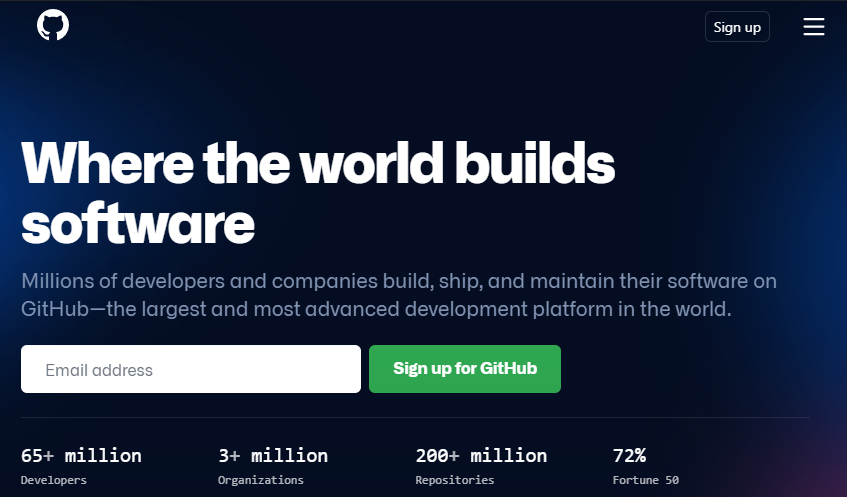 Sign up
Where the world builds
software
Millions of developers and companies build, ship, and maintain their software on
GitHub—the largest and most advanced development platform in the world.
Email address
Sign up for GitHub
65+ million
Developers
3+ million
Organizations
200+ million
Repositories
72%
Fortune 50